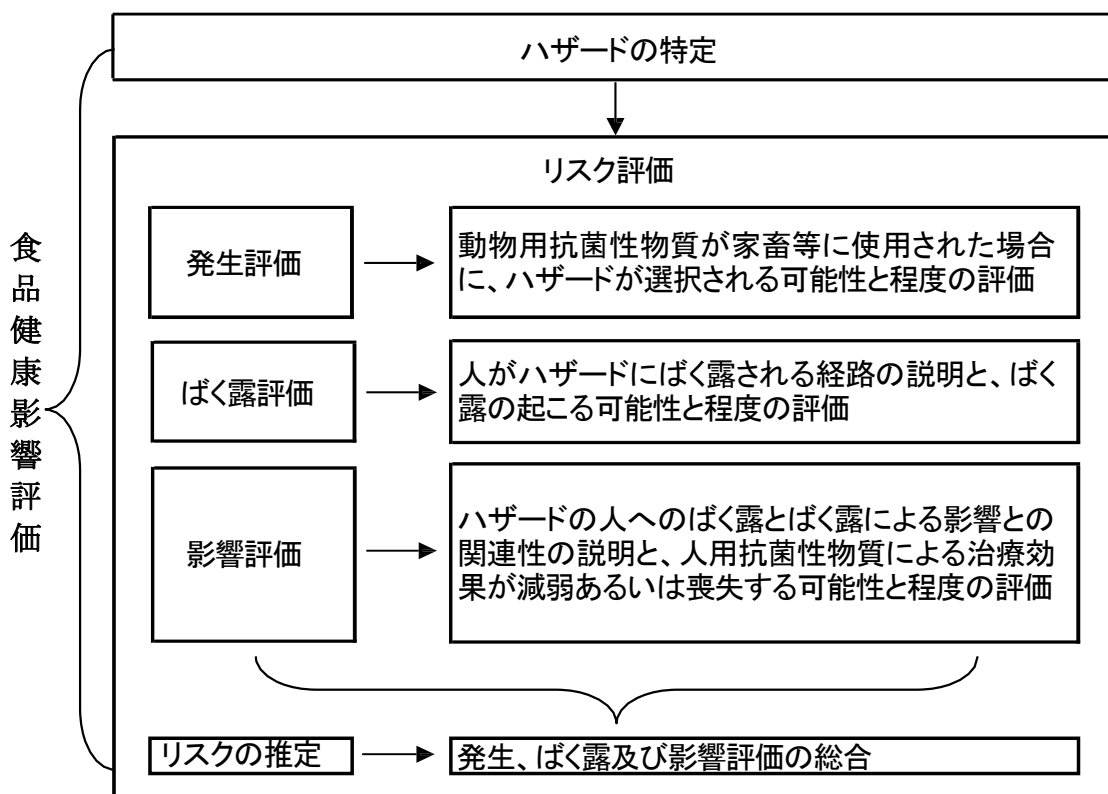 ハザードの特定
リスク評価
食品健康影響評価
発生評価
動物用抗菌性物質が家畜等に使用された場合
に、ハザードが選択される可能性と程度の評価
ばく露評価
人がハザードにばく露される経路の説明と、ばく
露の起こる可能性と程度の評価
影響評価
ハザードの人へのばく露とばく露による影響との
関連性の説明と、人用抗菌性物質による治療効
果が減弱あるいは喪失する可能性と程度の評価
リスクの推定
発生、ばく露及び影響評価の総合